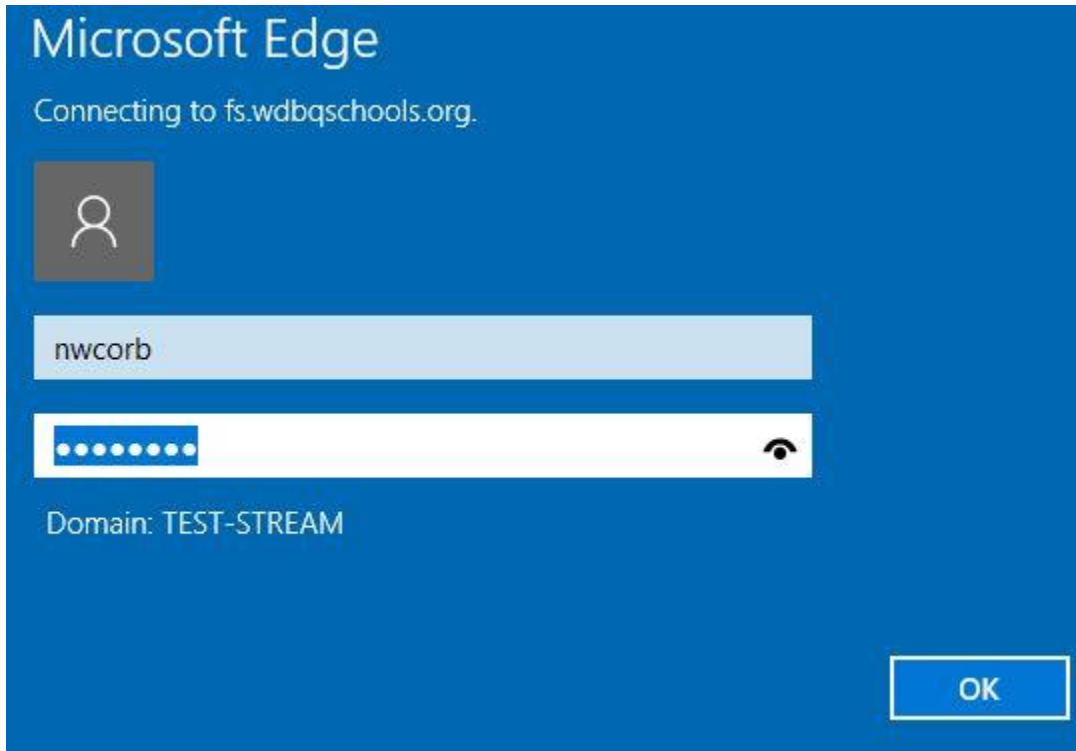 Microsoft Edge
Connecting to fs.wdbqschools.org.
nwcorb
••••••••
Domain: TEST-STREAM
OK